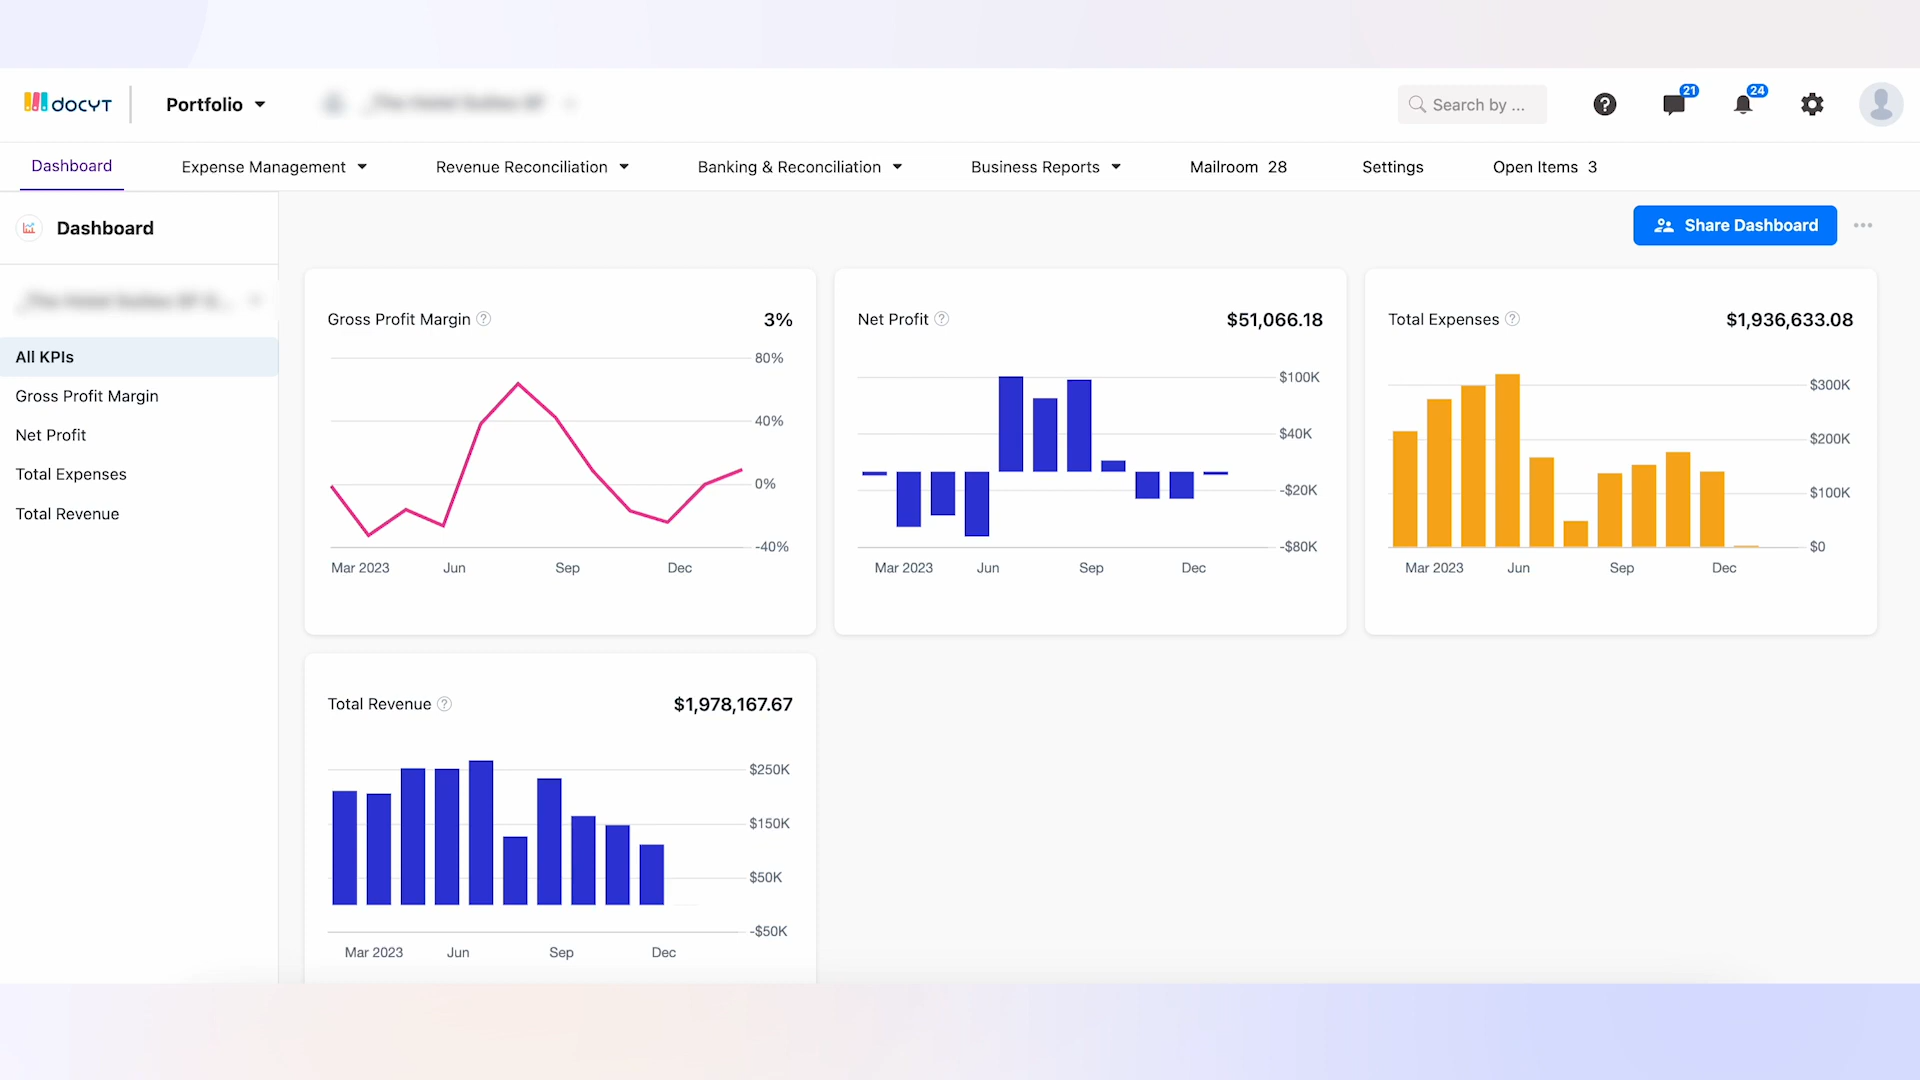 docyt
Portfolio
Search by ...
21
24
Dashboard
Expense Management
Revenue Reconciliation
Banking & Reconciliation
Business Reports
Mailroom 28
Settings
Open Items 3
Dashboard
Share Dashboard
All KPIs
Gross Profit Margin
Net Profit
Total Expenses
Total Revenue
Gross Profit Margin ?
3%
80%
40%
0%
-40%
Mar 2023 Jun Sep Dec
Net Profit ?
$51,066.18
$100K
$40K
-$20K
-$80K
Mar 2023 Jun Sep Dec
Total Expenses ?
$1,936,633.08
$300K
$200K
$100K
$0
Mar 2023 Jun Sep Dec
Total Revenue ?
$1,978,167.67
$250K
$150K
$50K
-$50K
Mar 2023 Jun Sep Dec